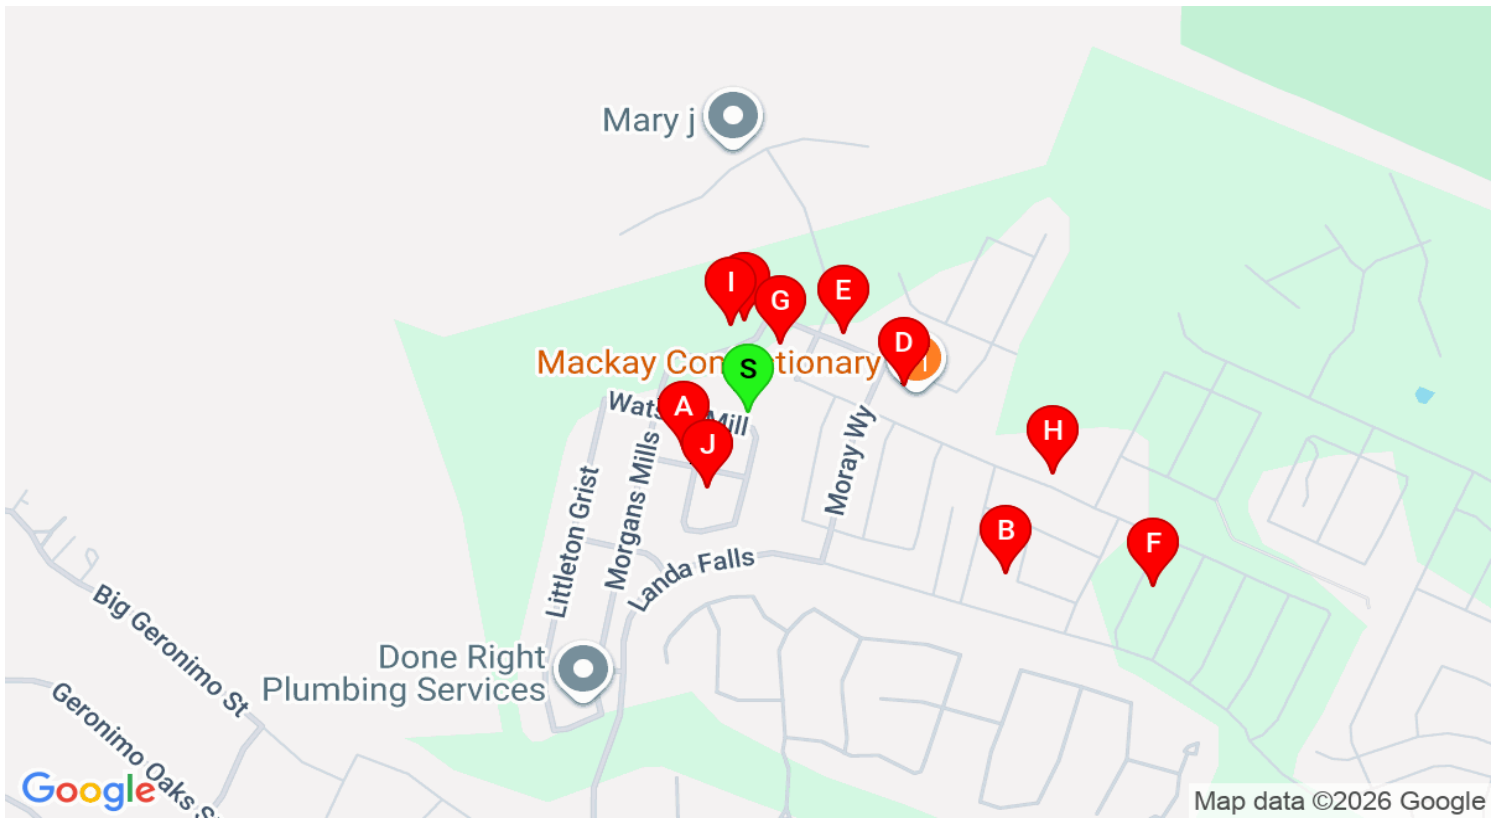 Mary j
I
G
E
D
Mackay Con
tionary
S
Wat
Mill
A
J
H
B
F
Moray Wy
Littleton Grist
Morgans Mills
Landa Falls
Big Geronimo St
Geronimo Oaks S
Done Right
Plumbing Services
Google
Map data ©2026 Google